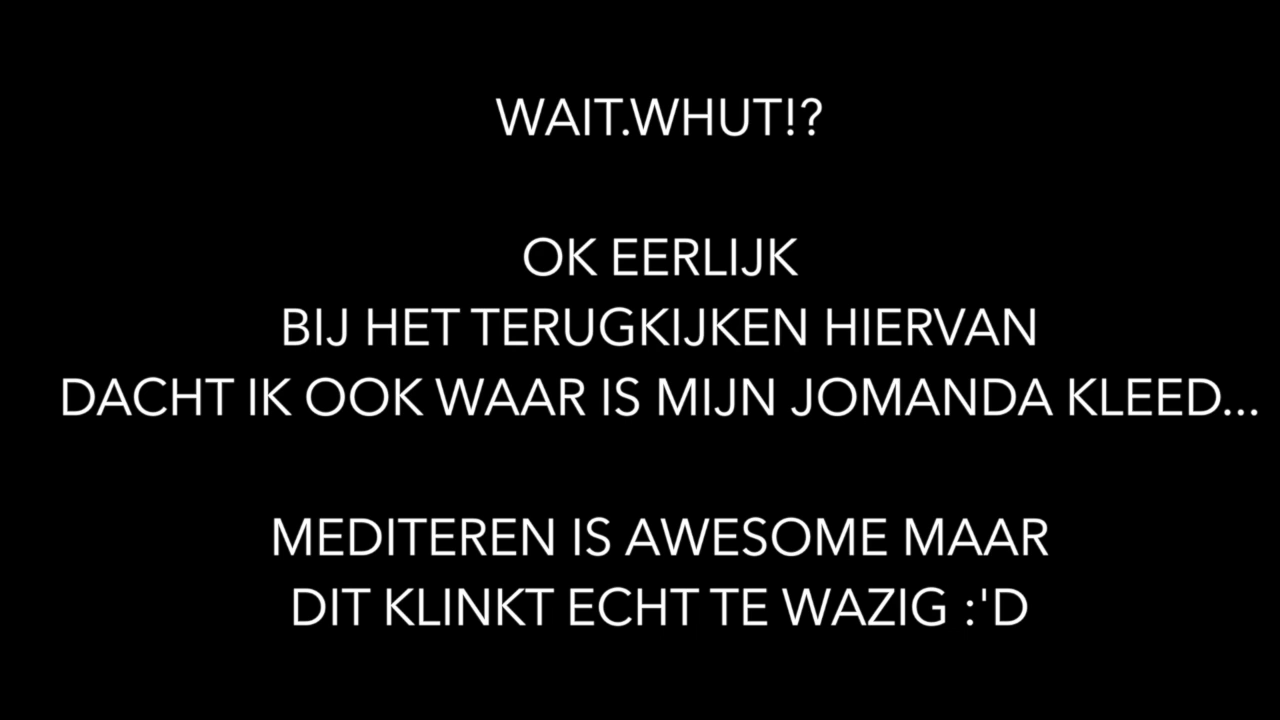 WAIT.WHUT!?
OK EERLIJK
BIJ HET TERUGKIJKEN HIERVAN
DACHT IK OOK WAAR IS MIJN JOMANDA KLEED...
MEDITEREN IS AWESOME MAAR
DIT KLINKT ECHT TE WAZIG :'D